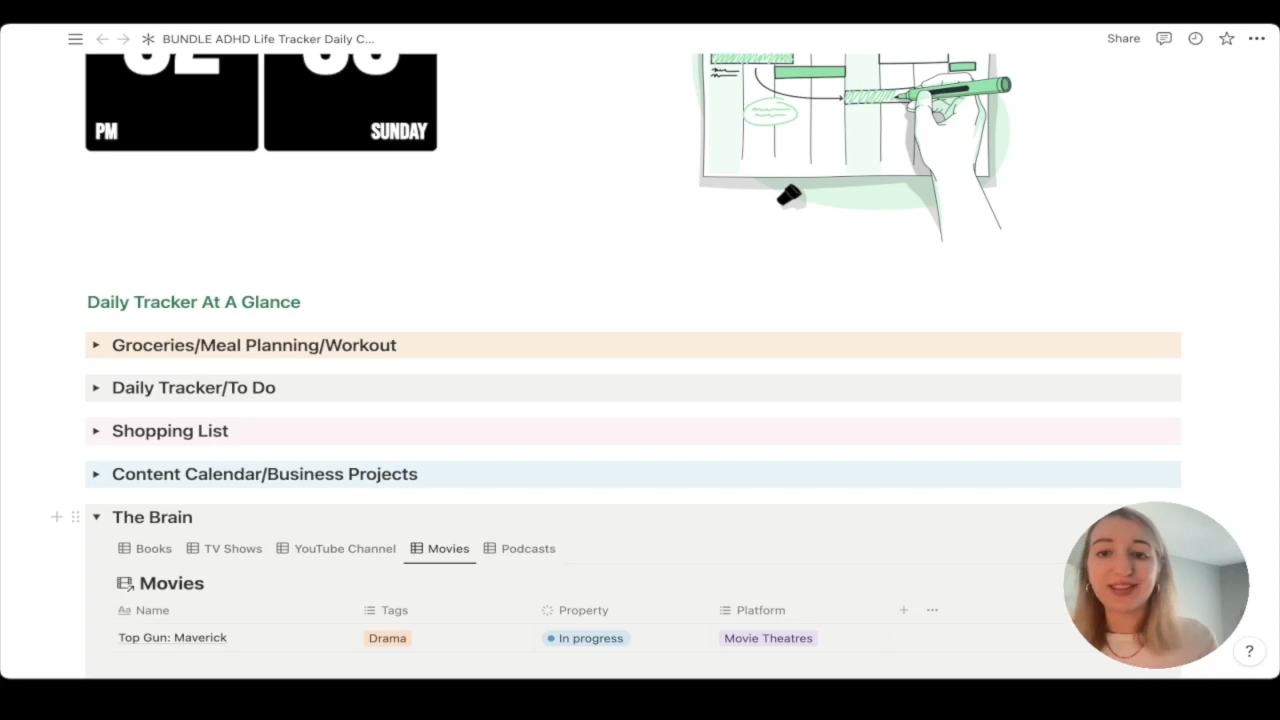 BUNDLE ADHD Life Tracker Daily C...
Share
PM
SUNDAY
Daily Tracker At A Glance
Groceries/Meal Planning/Workout
Daily Tracker/To Do
Shopping List
Content Calendar/Business Projects
The Brain
Books TV Shows YouTube Channel Movies Podcasts
Movies
Aa Name Tags Property Platform
Top Gun: Maverick Drama In progress Movie Theatres
?